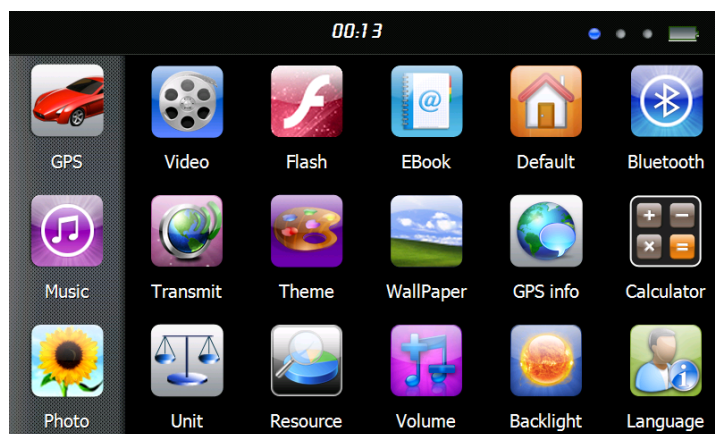 00:13
GPS Video Flash EBook Default Bluetooth
Music Transmit Theme WallPaper GPS info Calculator
Photo Unit Resource Volume Backlight Language